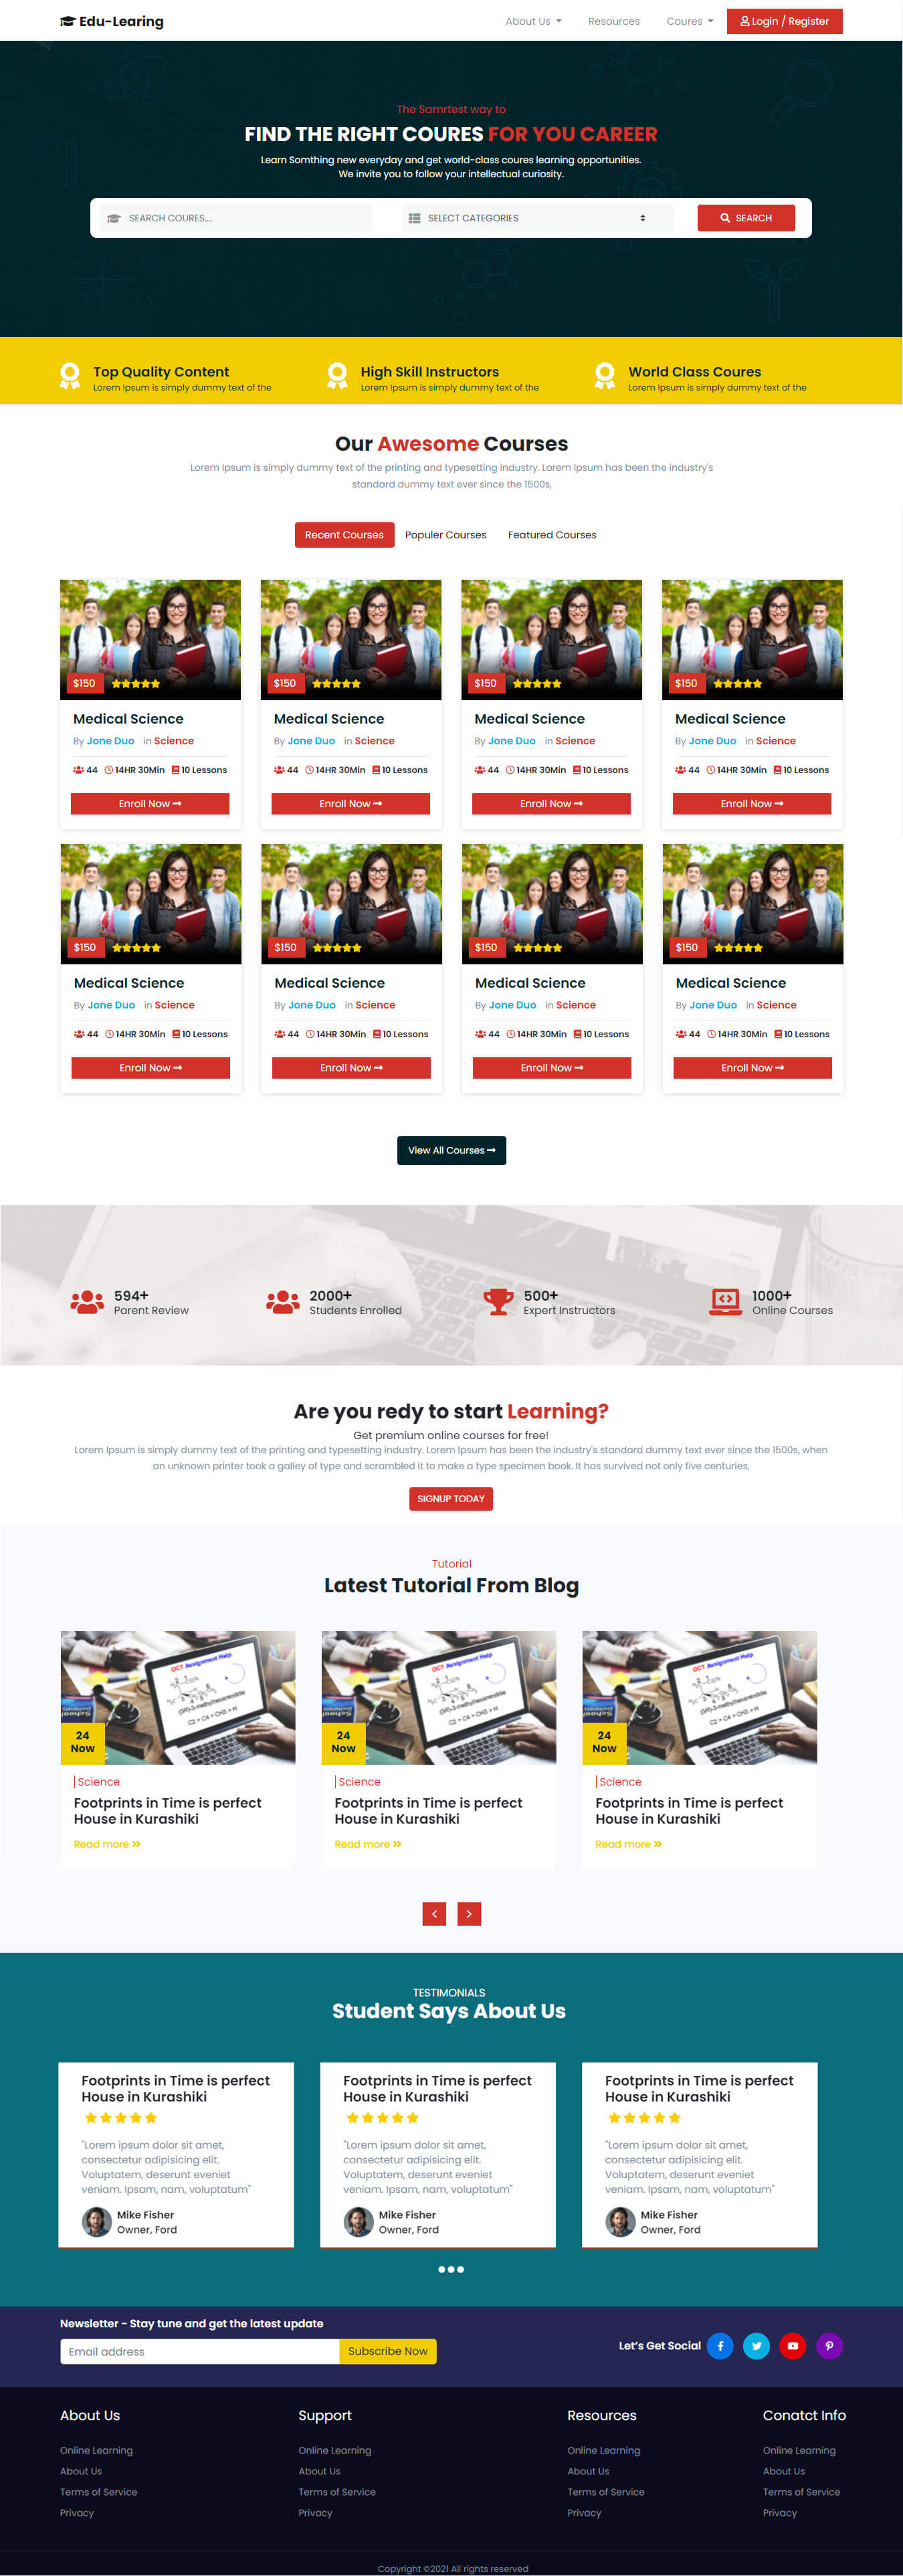 Edu-Learing
About Us
Resources
Coures
Login / Register
The Samrtest way to
FIND THE RIGHT COURES FOR YOU CAREER
Learn Somthing new everyday and get world-class coures learning opportunities.
We invite you to follow your intellectual curiosity.
SEARCH COURES....
SELECT CATEGORIES
SEARCH
Top Quality Content
Lorem Ipsum is simply dummy text of the
High Skill Instructors
Lorem Ipsum is simply dummy text of the
World Class Coures
Lorem Ipsum is simply dummy text of the
Our Awesome Courses
Lorem Ipsum is simply dummy text of the printing and typesetting industry. Lorem Ipsum has been the industry's
standard dummy text ever since the 1500s,
Recent Courses
Populer Courses
Featured Courses
$150
Medical Science
By Jone Duo in Science
44 14HR 30Min 10 Lessons
Enroll Now
$150
Medical Science
By Jone Duo in Science
44 14HR 30Min 10 Lessons
Enroll Now
$150
Medical Science
By Jone Duo in Science
44 14HR 30Min 10 Lessons
Enroll Now
$150
Medical Science
By Jone Duo in Science
44 14HR 30Min 10 Lessons
Enroll Now
$150
Medical Science
By Jone Duo in Science
44 14HR 30Min 10 Lessons
Enroll Now
$150
Medical Science
By Jone Duo in Science
44 14HR 30Min 10 Lessons
Enroll Now
$150
Medical Science
By Jone Duo in Science
44 14HR 30Min 10 Lessons
Enroll Now
$150
Medical Science
By Jone Duo in Science
44 14HR 30Min 10 Lessons
Enroll Now
View All Courses
594+
Parent Review
2000+
Students Enrolled
500+
Expert Instructors
1000+
Online Courses
Are you redy to start Learning?
Get premium online courses for free!
Lorem Ipsum is simply dummy text of the printing and typesetting industry. Lorem Ipsum has been the industry's standard dummy text ever since the 1500s, when
an unknown printer took a galley of type and scrambled it to make a type specimen book. It has survived not only five centuries,
SIGNUP TODAY
Tutorial
Latest Tutorial From Blog
OCT Assignment Help
24
Now
Science
Footprints in Time is perfect
House in Kurashiki
Read more
OCT Assignment Help
24
Now
Science
Footprints in Time is perfect
House in Kurashiki
Read more
OCT Assignment Help
24
Now
Science
Footprints in Time is perfect
House in Kurashiki
Read more
TESTIMONIALS
Student Says About Us
Footprints in Time is perfect
House in Kurashiki
"Lorem ipsum dolor sit amet,
consectetur adipisicing elit.
Voluptatem, deserunt eveniet
veniam. Ipsam, nam, voluptatum"
Mike Fisher
Owner, Ford
Footprints in Time is perfect
House in Kurashiki
"Lorem ipsum dolor sit amet,
consectetur adipisicing elit.
Voluptatem, deserunt eveniet
veniam. Ipsam, nam, voluptatum"
Mike Fisher
Owner, Ford
Footprints in Time is perfect
House in Kurashiki
"Lorem ipsum dolor sit amet,
consectetur adipisicing elit.
Voluptatem, deserunt eveniet
veniam. Ipsam, nam, voluptatum"
Mike Fisher
Owner, Ford
Newsletter - Stay tune and get the latest update
Email address
Subscribe Now
Let's Get Social
About Us
Online Learning
About Us
Terms of Service
Privacy
Support
Online Learning
About Us
Terms of Service
Privacy
Resources
Online Learning
About Us
Terms of Service
Privacy
Conatct Info
Online Learning
About Us
Terms of Service
Privacy
Copyright ©2021 All rights reserved